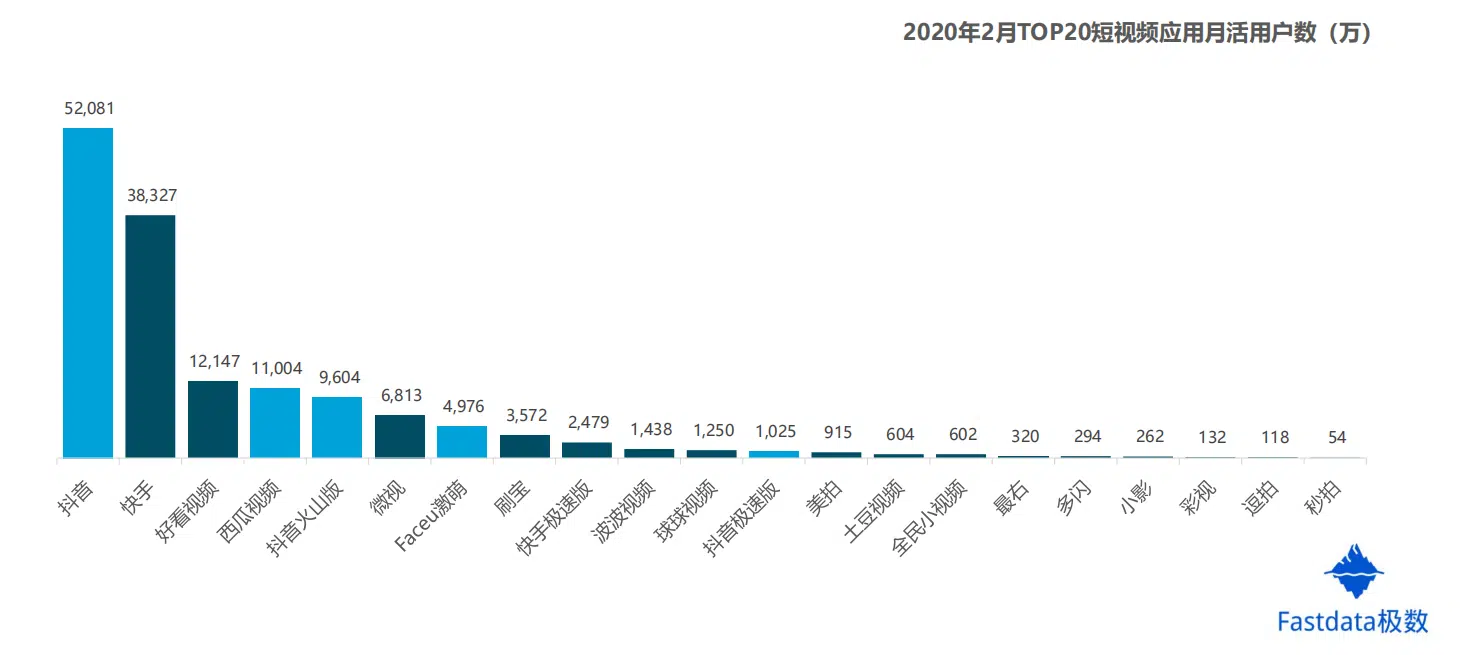 2020年2月TOP20短视频应用月活用户数（万）
52,081
38,327
12,147
11,004
9,604
6,813
4,976
3,572
2,479
1,438
1,250
1,025
915
604
602
320
294
262
132
118
54
抖音
快手
好看视频
西瓜视频
抖音火山版
微视
Faceu激萌
刷宝
快手极速版
波波视频
球球视频
抖音极速版
美拍
土豆视频
全民小视频
最右
多闪
小影
彩视
逗拍
秒拍
Fastdata极数